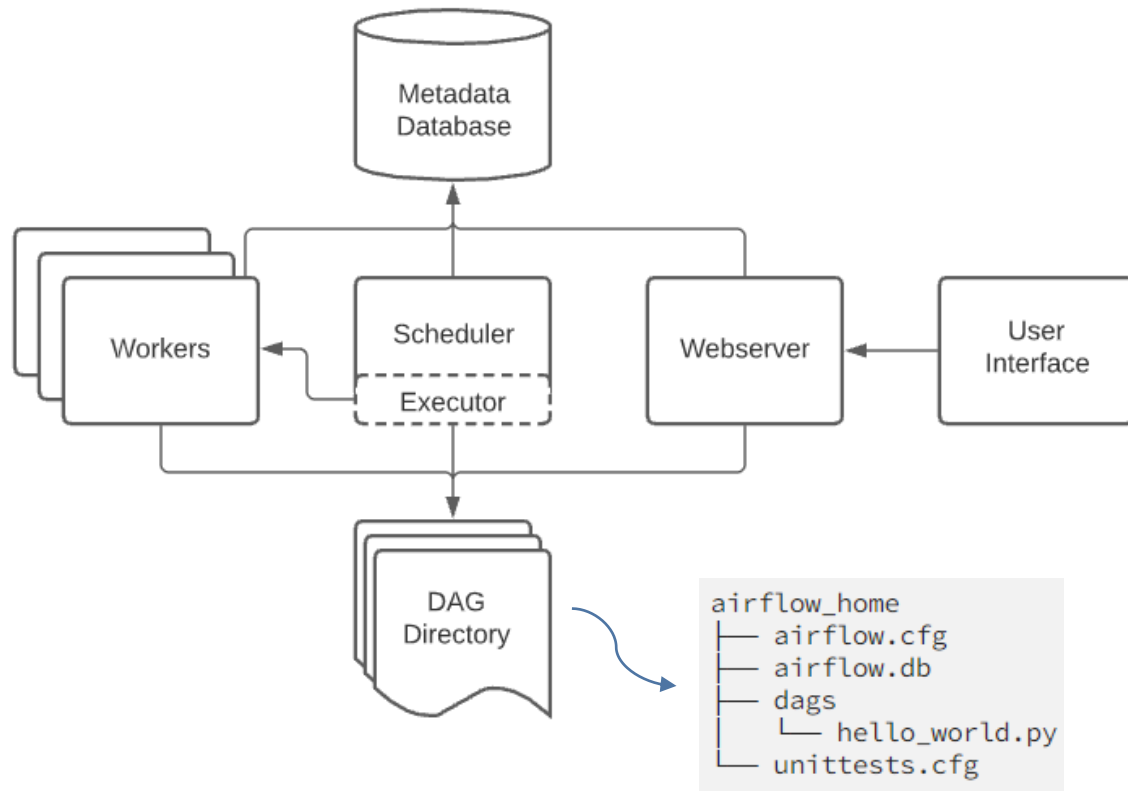 Metadata
Database
Workers
Scheduler
Executor
Webserver
User
Interface
DAG
Directory
airflow_home
├── airflow.cfg
├── airflow.db
├── dags
│   └── hello_world.py
└── unittests.cfg